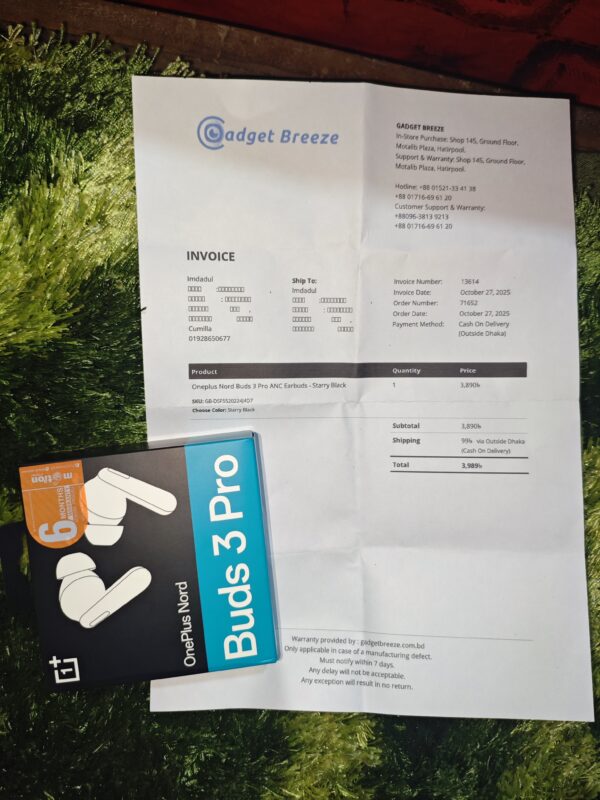 Gadget Breeze
GADGET BREEZE
In-Store Purchase: Shop 145, Ground Floor,
Motalib Plaza, Hatirpool.
Support & Warranty: Shop 145, Ground Floor,
Motalib Plaza, Hatirpool.
Hotline: +88 01521-33 41 38
+88 01716-69 61 20
Customer Support & Warranty:
+88096-3813 9213
+88 01716-69 61 20
INVOICE
Imdadul
Cumilla
01928650677
Ship To:
Imdadul
Invoice Number: 13614
Invoice Date: October 27, 2025
Order Number: 71652
Order Date: October 27, 2025
Payment Method: Cash On Delivery
(Outside Dhaka)
Product Quantity Price
Oneplus Nord Buds 3 Pro ANC Earbuds - Starry Black 1 3,890৳
SKU:
Choose Color: Starry Black
Subtotal 3,890৳
Shipping 99৳ via Outside Dhaka
(Cash On Delivery)
Total 3,989৳
Warranty provided by : gadgetbreeze.com.bd
Only applicable in case of a manufacturing defect.
Must notify within 7 days.
Any delay will not be acceptable.
Any exception will result in no return.
motion
6
MONTHS
OnePlus Nord
Buds 3 Pro